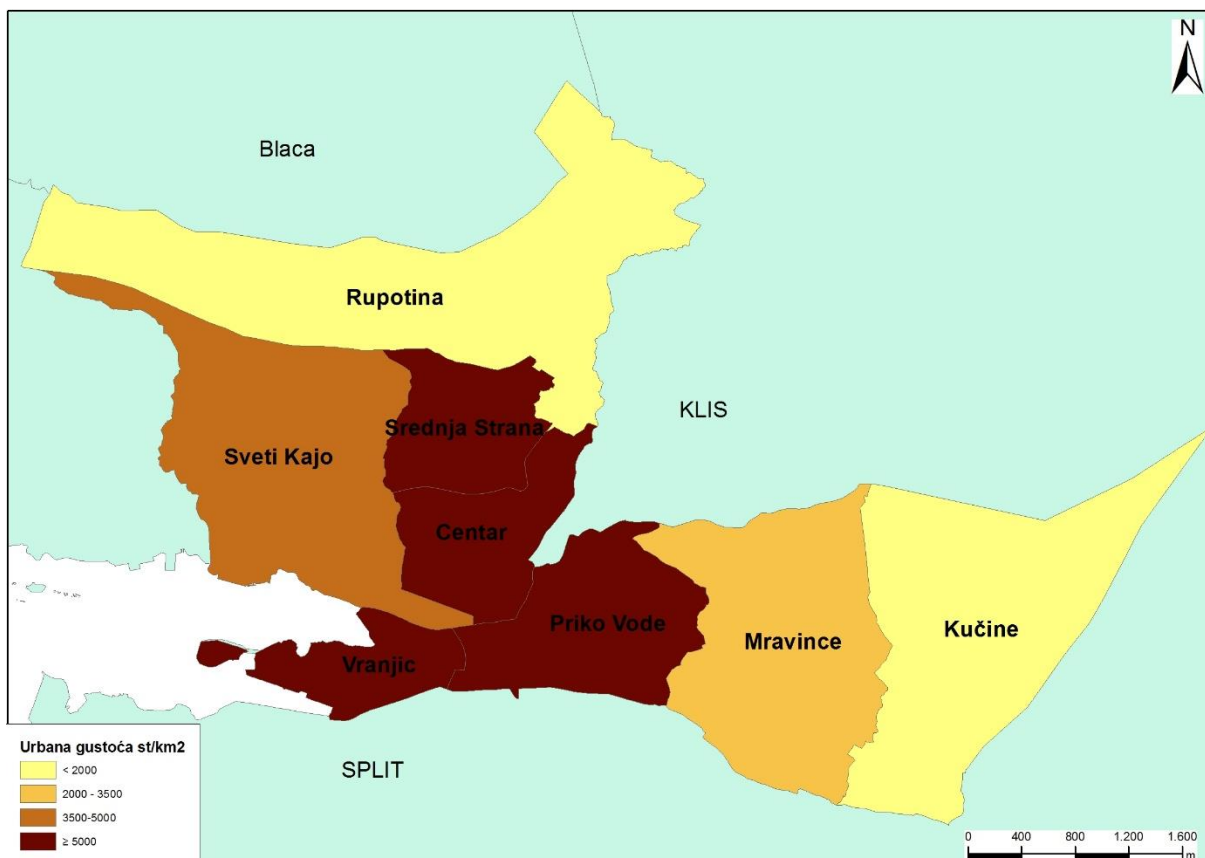 N
Blaca
Rupotina
KLIS
Srednja Strana
Sveti Kajo
Centar
Priko Vode
Kučine
Mravince
Vranjic
SPLIT
Urbana gustoća st/km2
< 2000
2000 - 3500
3500-5000
≥ 5000
0 400 800 1.200 1.600
m